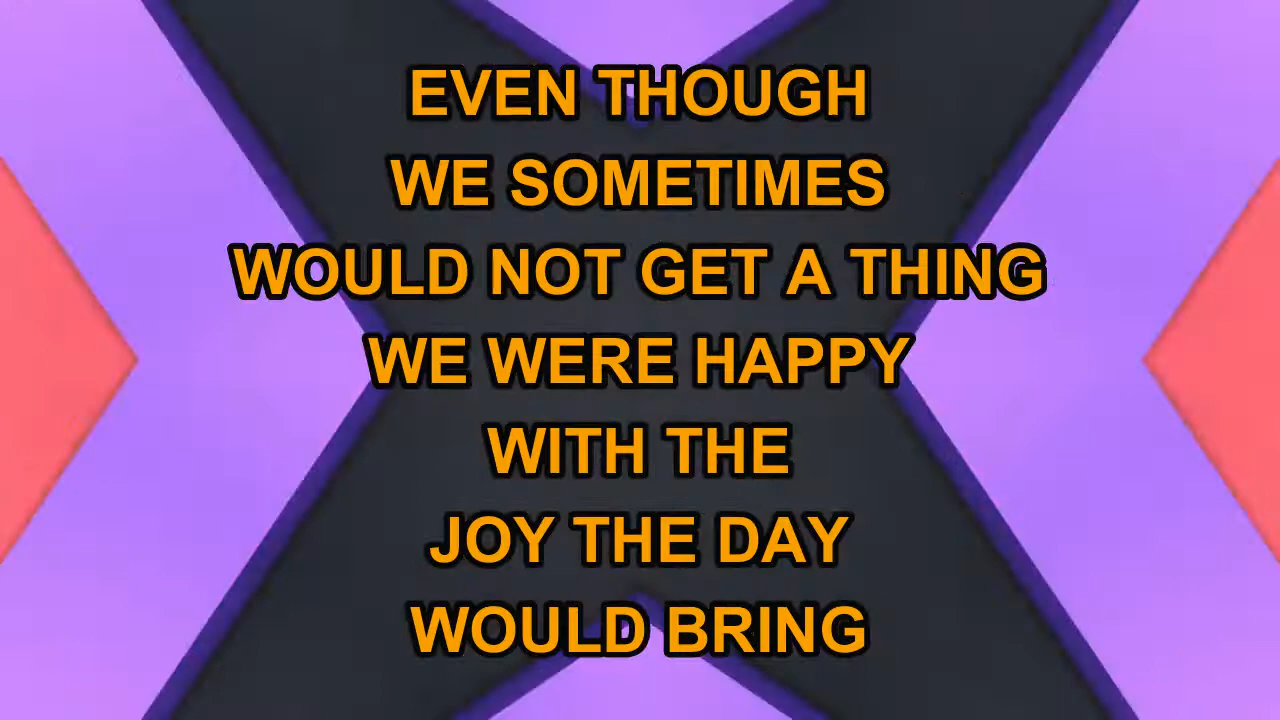 EVEN THOUGH
WE SOMETIMES
WOULD NOT GET A THING
WE WERE HAPPY
WITH THE
JOY THE DAY
WOULD BRING